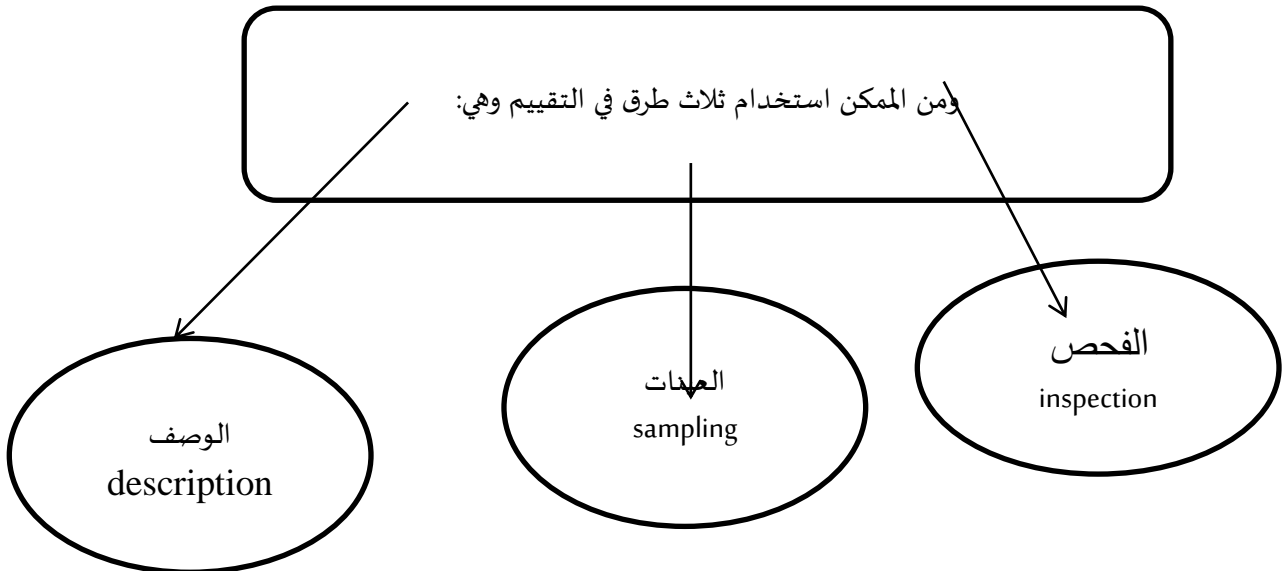 ومن الممكن استخدام ثلاث طرق في التقييم وهي:
الفحص
inspection
العينات
sampling
الوصف
description